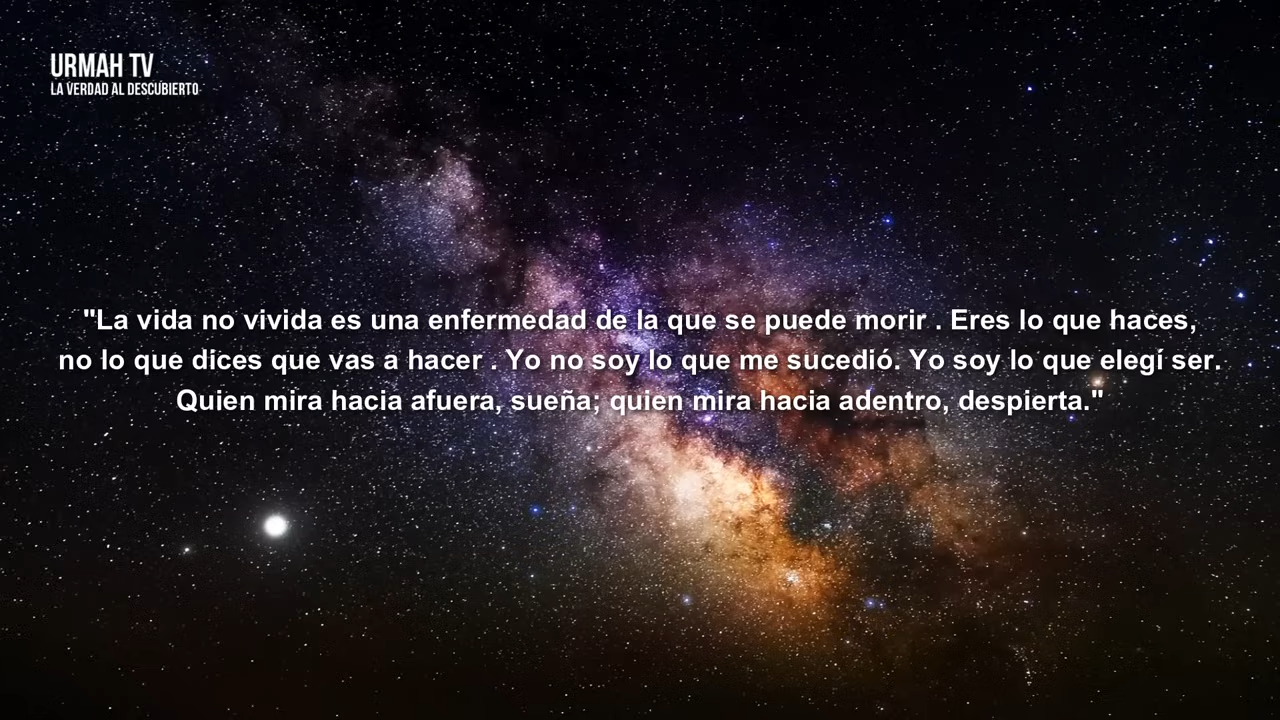 URMAH TV
LA VERDAD AL DESCUBIERTO
"La vida no vivida es una enfermedad de la que se puede morir . Eres lo que haces,
no lo que dices que vas a hacer . Yo no soy lo que me sucedió. Yo soy lo que elegí ser.
Quien mira hacia afuera, sueña; quien mira hacia adentro, despierta."